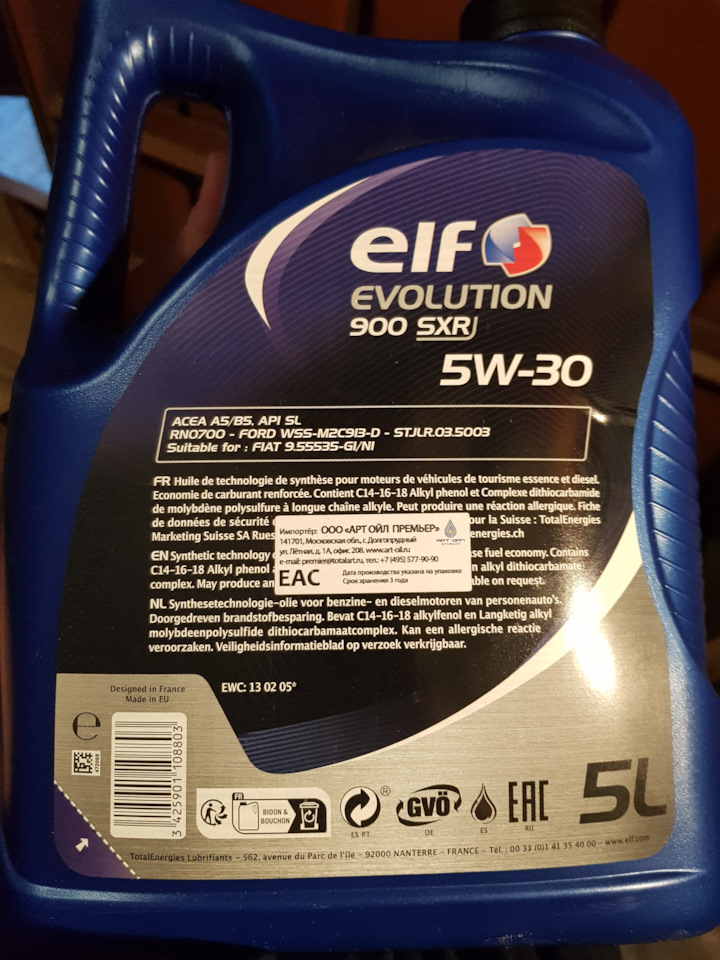 elf
EVOLUTION
900 SXR
5W-30
ACEA A5/B5, API SL
RN0700 - FORD WSS-M2C913-D - STJLR.03.5003
Suitable for : FIAT 9.55535-G1/N1
FR Huile de technologie de synthèse pour moteurs de véhicules de tourisme essence et diesel.
Economie de carburant renforcée. Contient C14-16-18 Alkyl phenol et Complexe dithiocarbamide
de molybdène polysulfure à longue chaîne alkyle. Peut produire une réaction allergique. Fiche
de données de sécurité our la Suisse : TotalEnergies
Marketing Suisse SA Rues energies.ch
Импортёр: ООО «АРТ ОЙЛ ПРЕМЬЕР»
141701, Московская обл., г. Долгопрудный
ул. Лётная, д. 1А, офис 208. www.art-oil.ru
e-mail: premier@totalart.ru, тел.: +7 (495) 577-90-90
EAC Дата производства указана на упаковке
Срок хранения 3 года
EN Synthetic technology se fuel economy. Contains
C14-16-18 Alkyl phenol n alkyl dithiocarbamate
complex. May produce an able on request.
NL Synthesetechnologie-olie voor benzine- en dieselmotoren van personenauto's.
Doorgedreven brandstofbesparing. Bevat C14-16-18 alkylfenol en Langketig alkyl
molybdeenpolysulfide dithiocarbamaatcomplex. Kan een allergische reactie
veroorzaken. Veiligheidsinformatieblad op verzoek verkrijgbaar.
EWC: 13 02 05*
Designed in France
Made in EU
e
3 425901 108803
FR
BIDON &
BOUCHON
®
ES PT
GVÖ
DE
ES
EAC
RU
5L
TotalEnergies Lubrifiants - 562, avenue du Parc de l'île - 92000 NANTERRE - FRANCE - Tél. : 00 33 (0)1 41 35 40 00 - www.elf.com